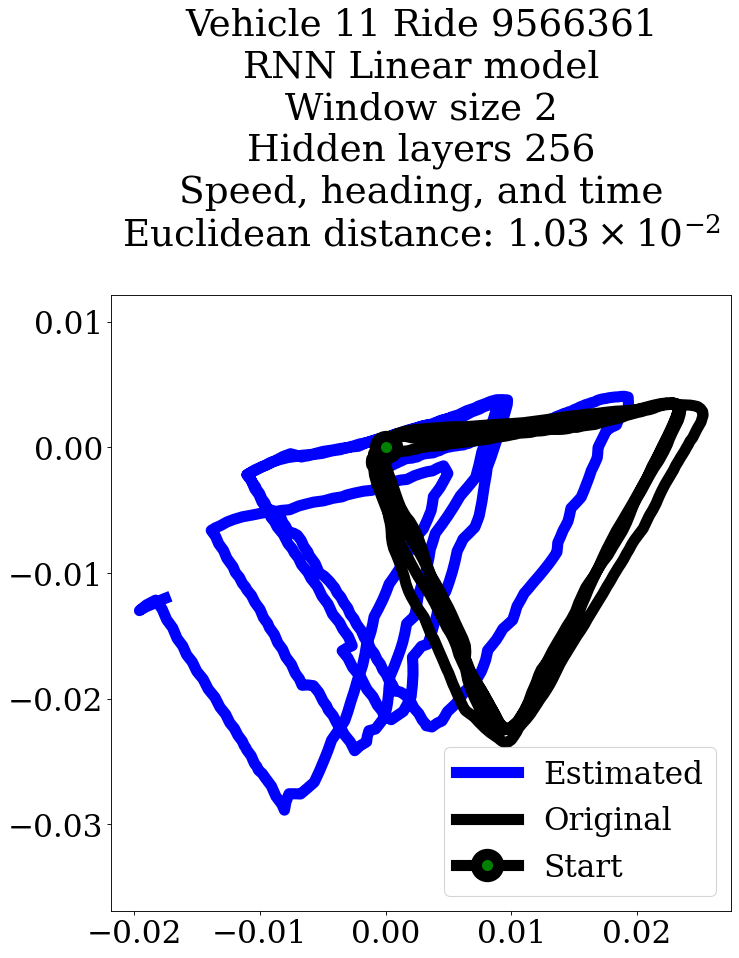 Vehicle 11 Ride 9566361
RNN Linear model
Window size 2
Hidden layers 256
Speed, heading, and time
Euclidean distance: 1.03 × 10⁻²
0.01
0.00
−0.01
−0.02
−0.03
Estimated
Original
Start
−0.02 −0.01 0.00 0.01 0.02